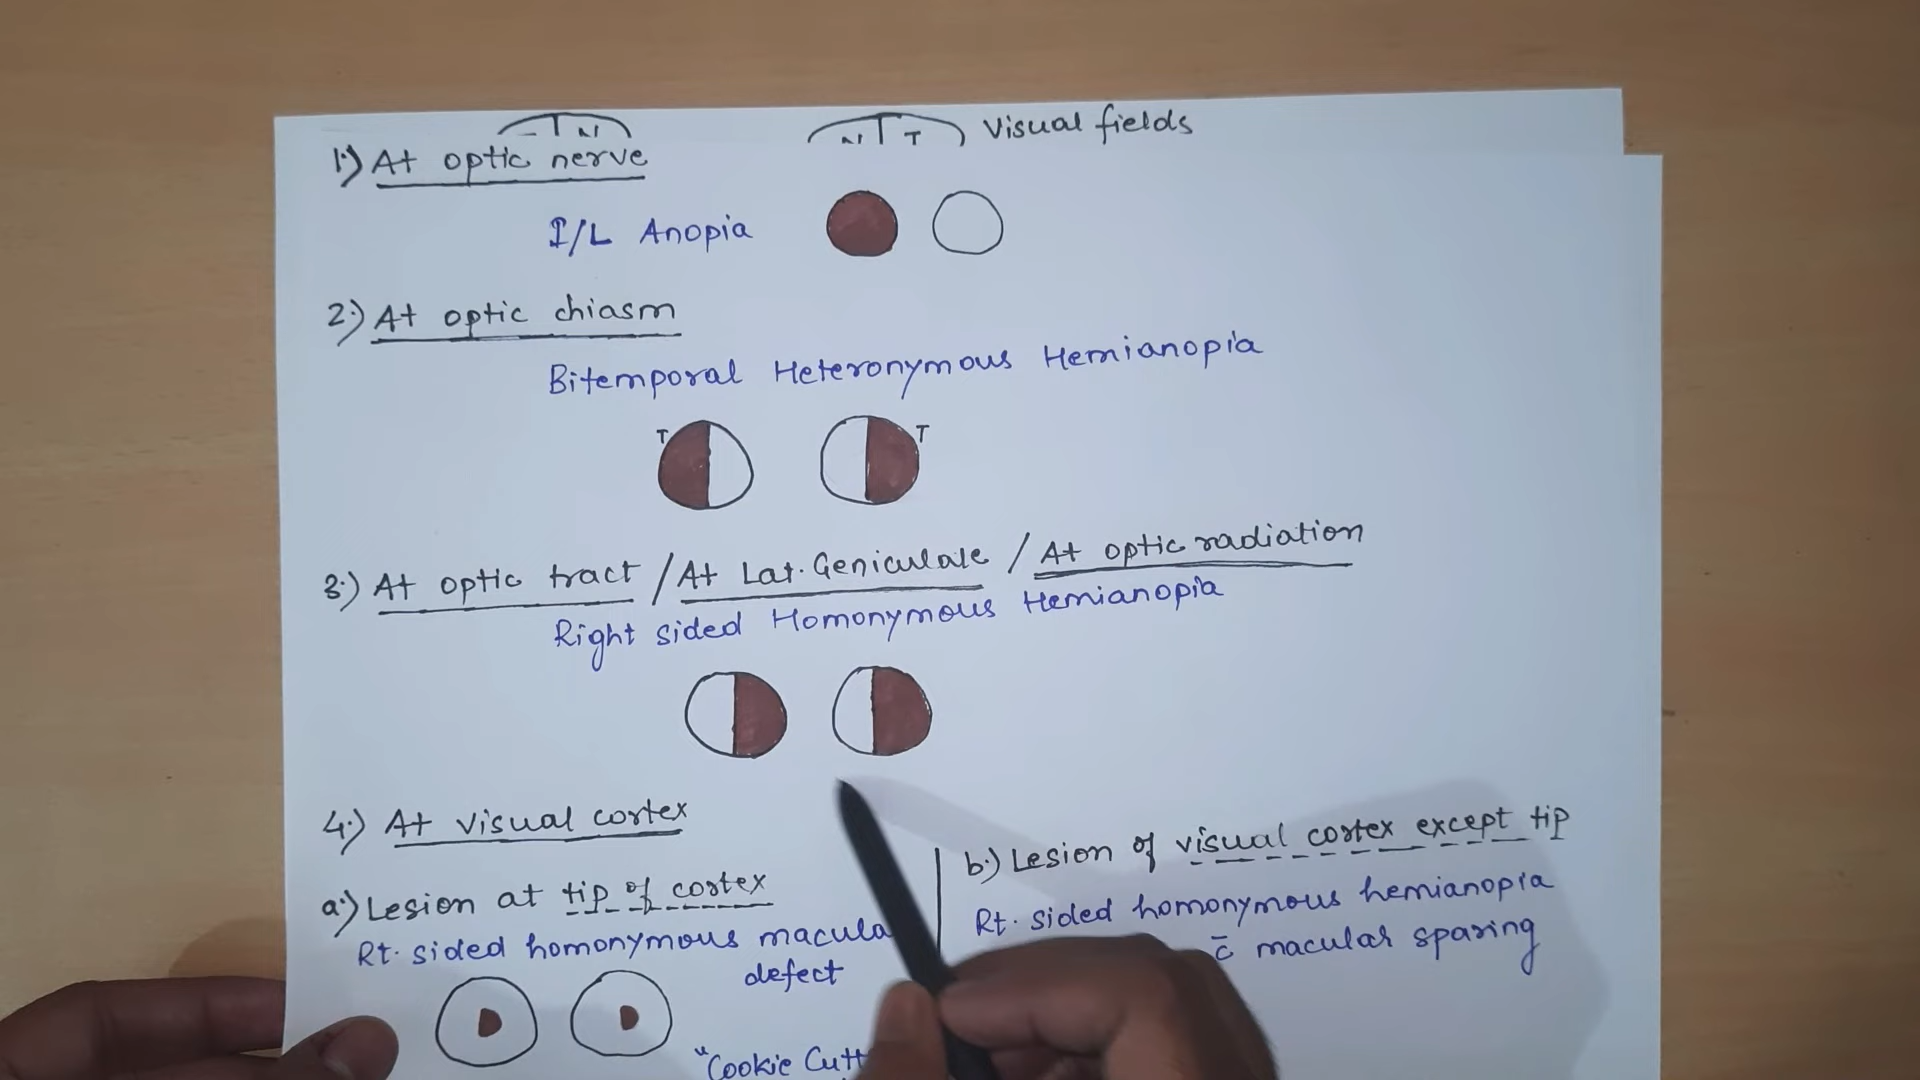 T N N T Visual fields
1.) At optic nerve
I/L Anopia
2.) At optic chiasm
Bitemporal Heteronymous Hemianopia
T T
3.) At optic tract / At Lat. Geniculate / At optic radiation
Right sided Homonymous Hemianopia
4.) At visual cortex
a.) Lesion at tip of cortex
Rt. sided homonymous macula
defect
"Cookie Cutt
b.) Lesion of visual cortex except tip
Rt. sided homonymous hemianopia
c̄ macular sparing